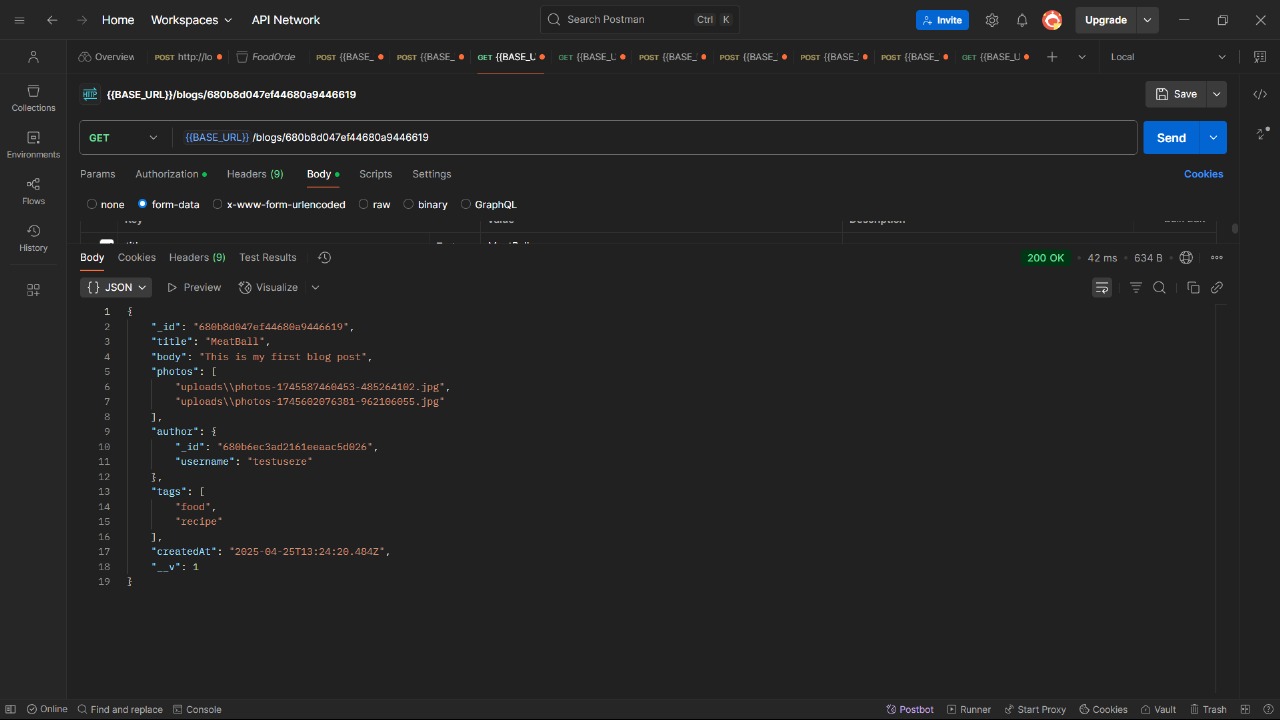 Home Workspaces API Network Search Postman Ctrl K Invite Upgrade
Overview POST http://lo FoodOrde POST {{BASE_ POST {{BASE_ GET {{BASE_U GET {{BASE_U POST {{BASE_ POST {{BASE_ POST {{BASE_ POST {{BASE_ GET {{BASE_U Local
HTTP {{BASE_URL}}/blogs/680b8d047ef44680a9446619 Save
Collections
GET {{BASE_URL}} /blogs/680b8d047ef44680a9446619 Send
Environments
Params Authorization Headers (9) Body Scripts Settings Cookies
Flows
none form-data x-www-form-urlencoded raw binary GraphQL
History
Body Cookies Headers (9) Test Results 200 OK 42 ms 634 B
{} JSON Preview Visualize
1 {
2 "_id": "680b8d047ef44680a9446619",
3 "title": "MeatBall",
4 "body": "This is my first blog post",
5 "photos": [
6 "uploads\\photos-1745587460453-485264102.jpg",
7 "uploads\\photos-1745602076381-962106055.jpg"
8 ],
9 "author": {
10 "_id": "680b6ec3ad2161eeaac5d026",
11 "username": "testusere"
12 },
13 "tags": [
14 "food",
15 "recipe"
16 ],
17 "createdAt": "2025-04-25T13:24:20.484Z",
18 "__v": 1
19 }
Online Find and replace Console Postbot Runner Start Proxy Cookies Vault Trash